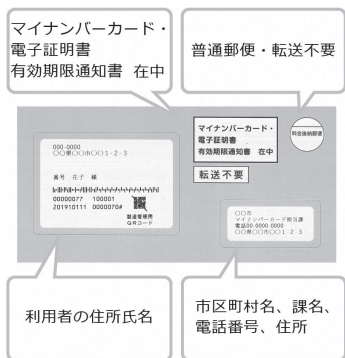 マイナンバーカード・
電子証明書
有効期限通知書 在中
普通郵便・転送不要
マイナンバーカード・
電子証明書
有効期限通知書 在中
料金後納郵便
転送不要
000-0000
〇〇県〇〇市〇〇1-2-3
番号 花子 様
00000077 100001
201910111 0000070#
製造管理用
QRコード
〇〇市
マイナンバーカード担当課
電話00-0000-0000
〇〇県〇〇市〇〇1-2-3
利用者の住所氏名
市区町村名、課名、
電話番号、住所